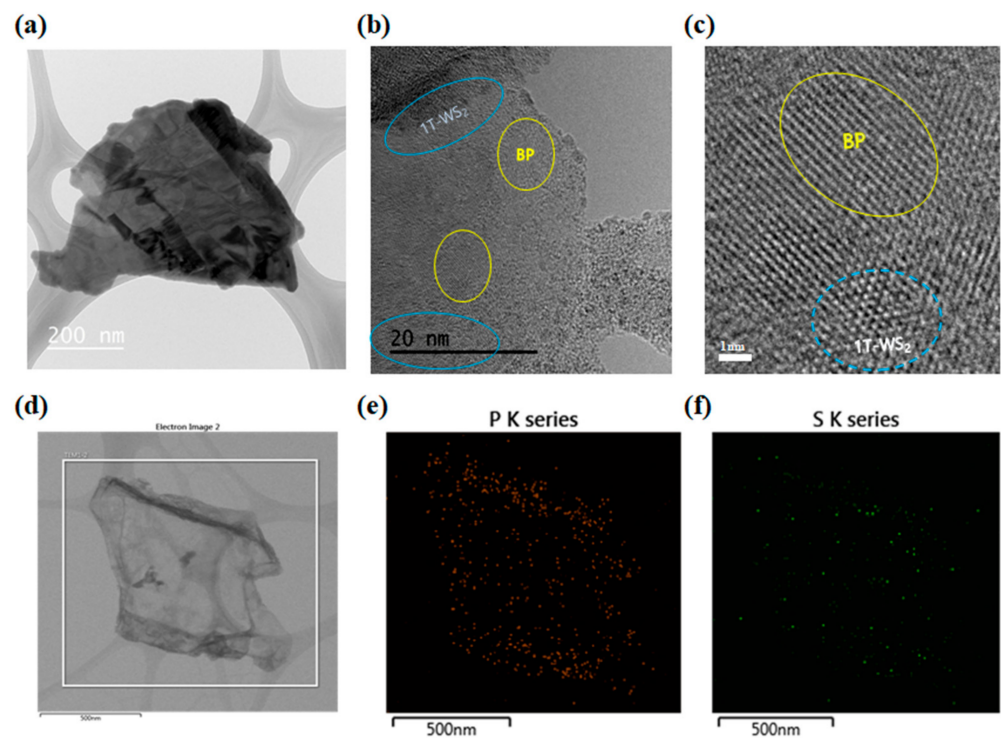 (a)
(b)
(c)
200 nm
1T-WS₂
BP
20 nm
BP
1T-WS₂
1nm
(d)
(e)
(f)
Electron Image 2
P K series
S K series
500nm
500nm
500nm